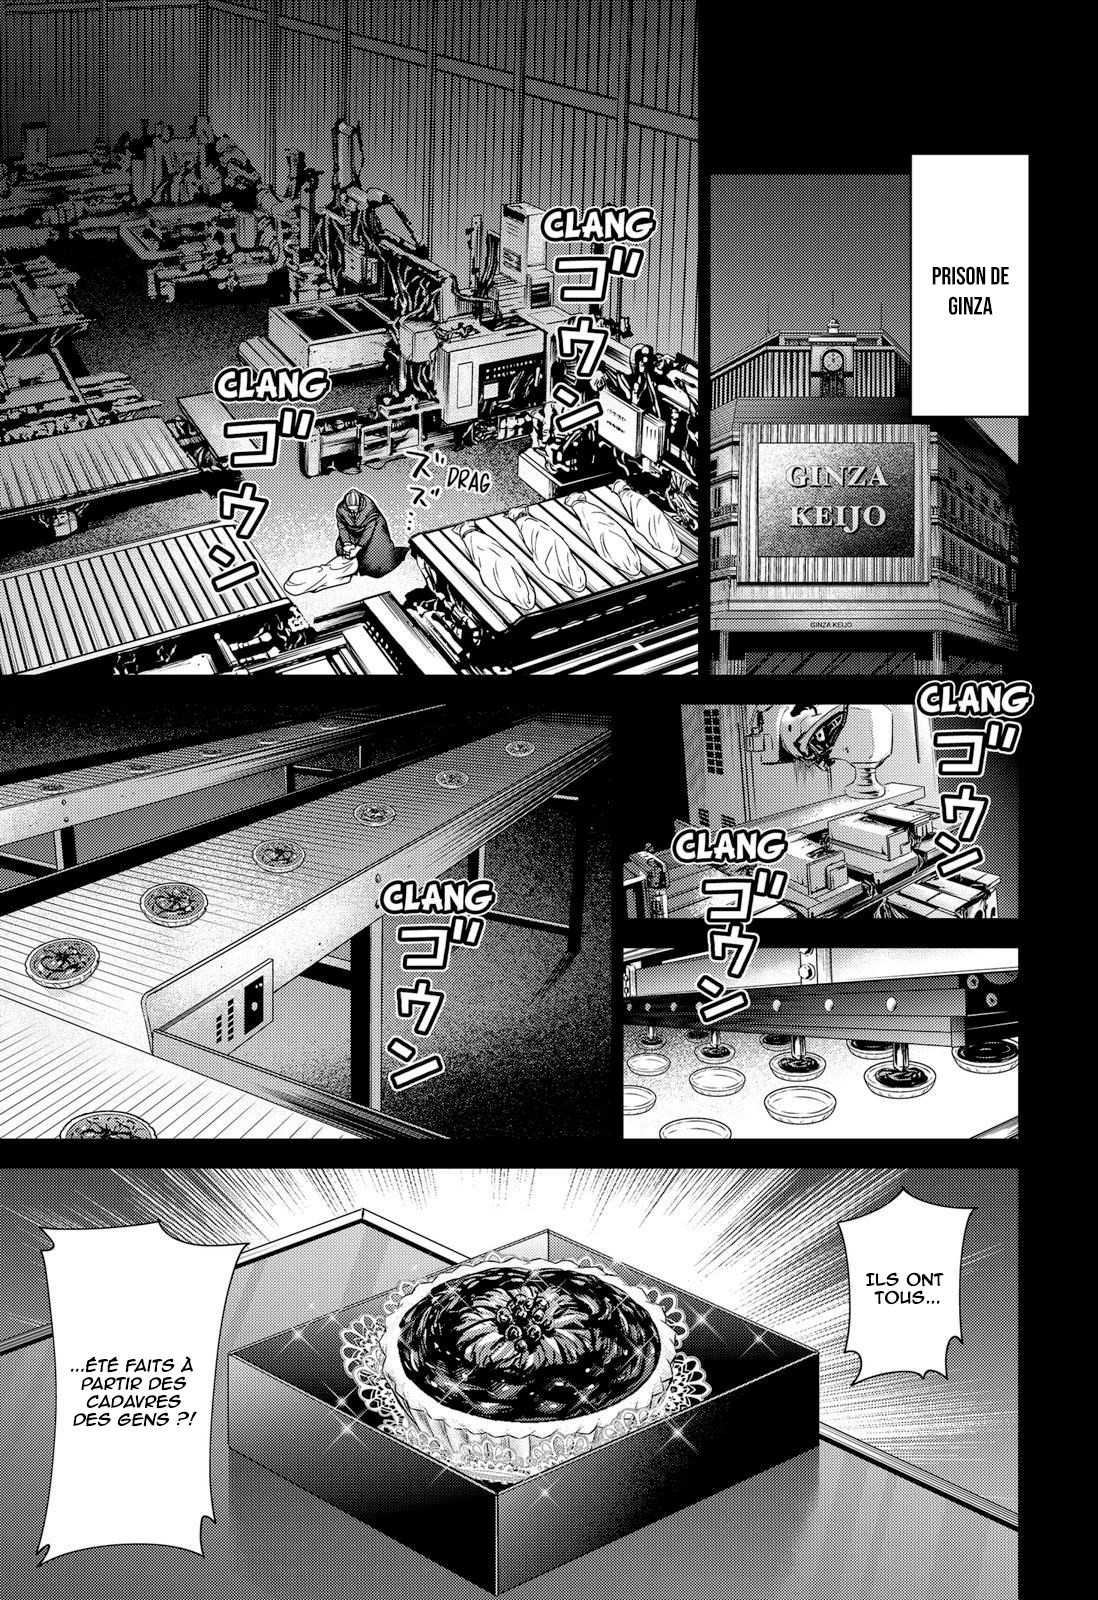 PRISON DE
GINZA
GINZA
KEIJO
GINZA KEIJO
CLANG
ゴウン
CLANG
ゴウン
DRAG
ズズ…
CLANG
ゴウン
CLANG
ゴウン
CLANG
ゴウン
ILS ONT
TOUS...
...ÉTÉ FAITS À
PARTIR DES
CADAVRES
DES GENS ?!